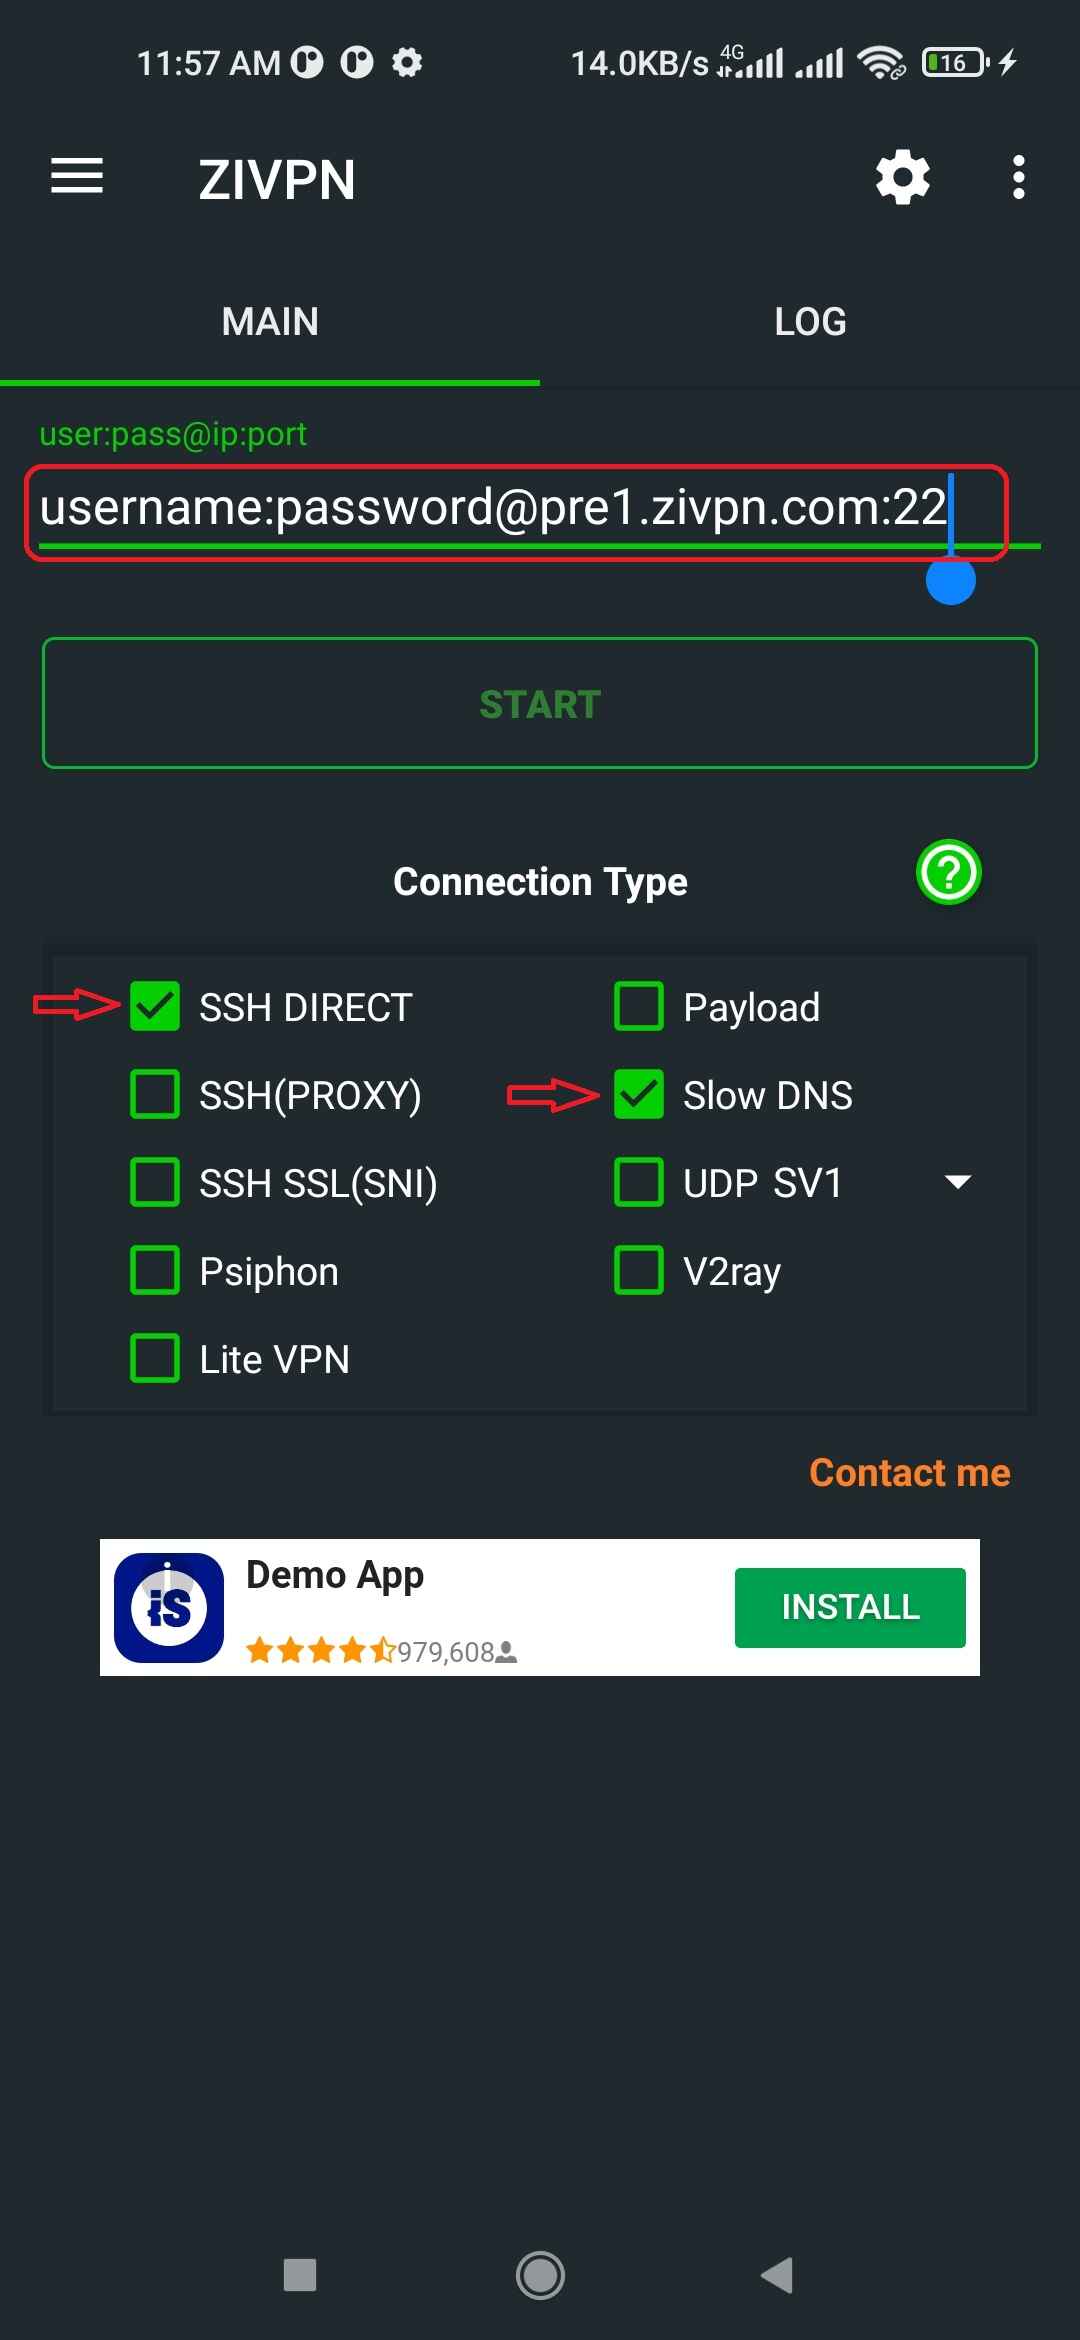 11:57 AM 14.0KB/s 4G 16
ZIVPN
MAIN LOG
user:pass@ip:port
username:password@pre1.zivpn.com:22
START
Connection Type ?
SSH DIRECT Payload
SSH(PROXY) Slow DNS
SSH SSL(SNI) UDP SV1
Psiphon V2ray
Lite VPN
Contact me
iS
Demo App
INSTALL
979,608